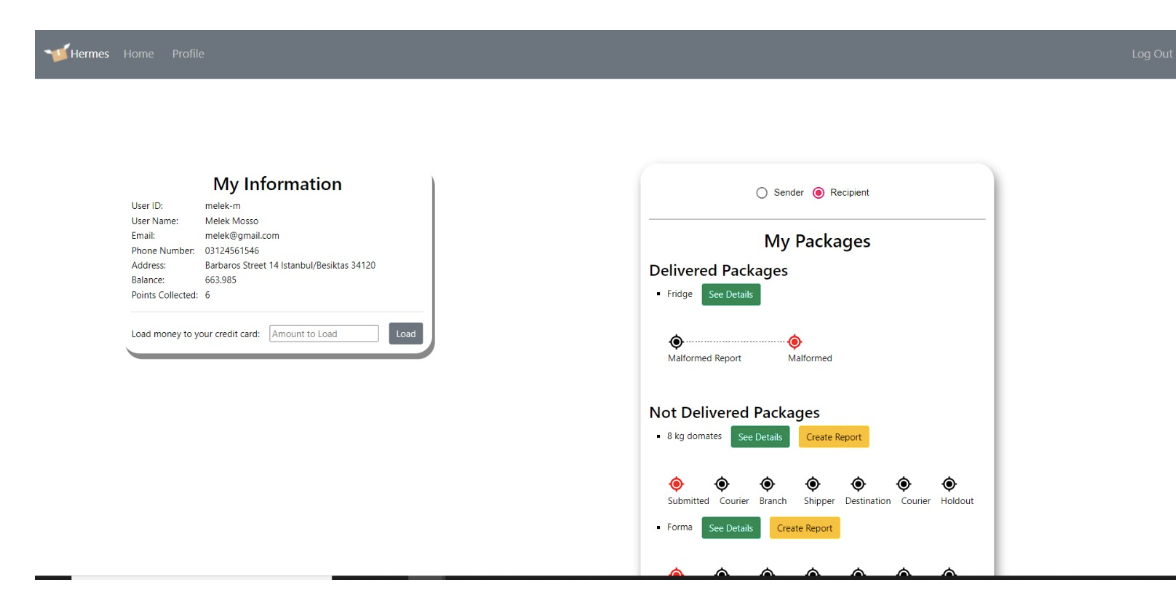 Hermes Home Profile Log Out
My Information
User ID: melek-m
User Name: Melek Mosso
Email: melek@gmail.com
Phone Number: 03124561546
Address: Barbaros Street 14 Istanbul/Besiktas 34120
Balance: 663.985
Points Collected: 6
Load money to your credit card: Amount to Load Load
Sender Recipient
My Packages
Delivered Packages
Fridge See Details
Malformed Report Malformed
Not Delivered Packages
8 kg domates See Details Create Report
Submitted Courier Branch Shipper Destination Courier Holdout
Forma See Details Create Report